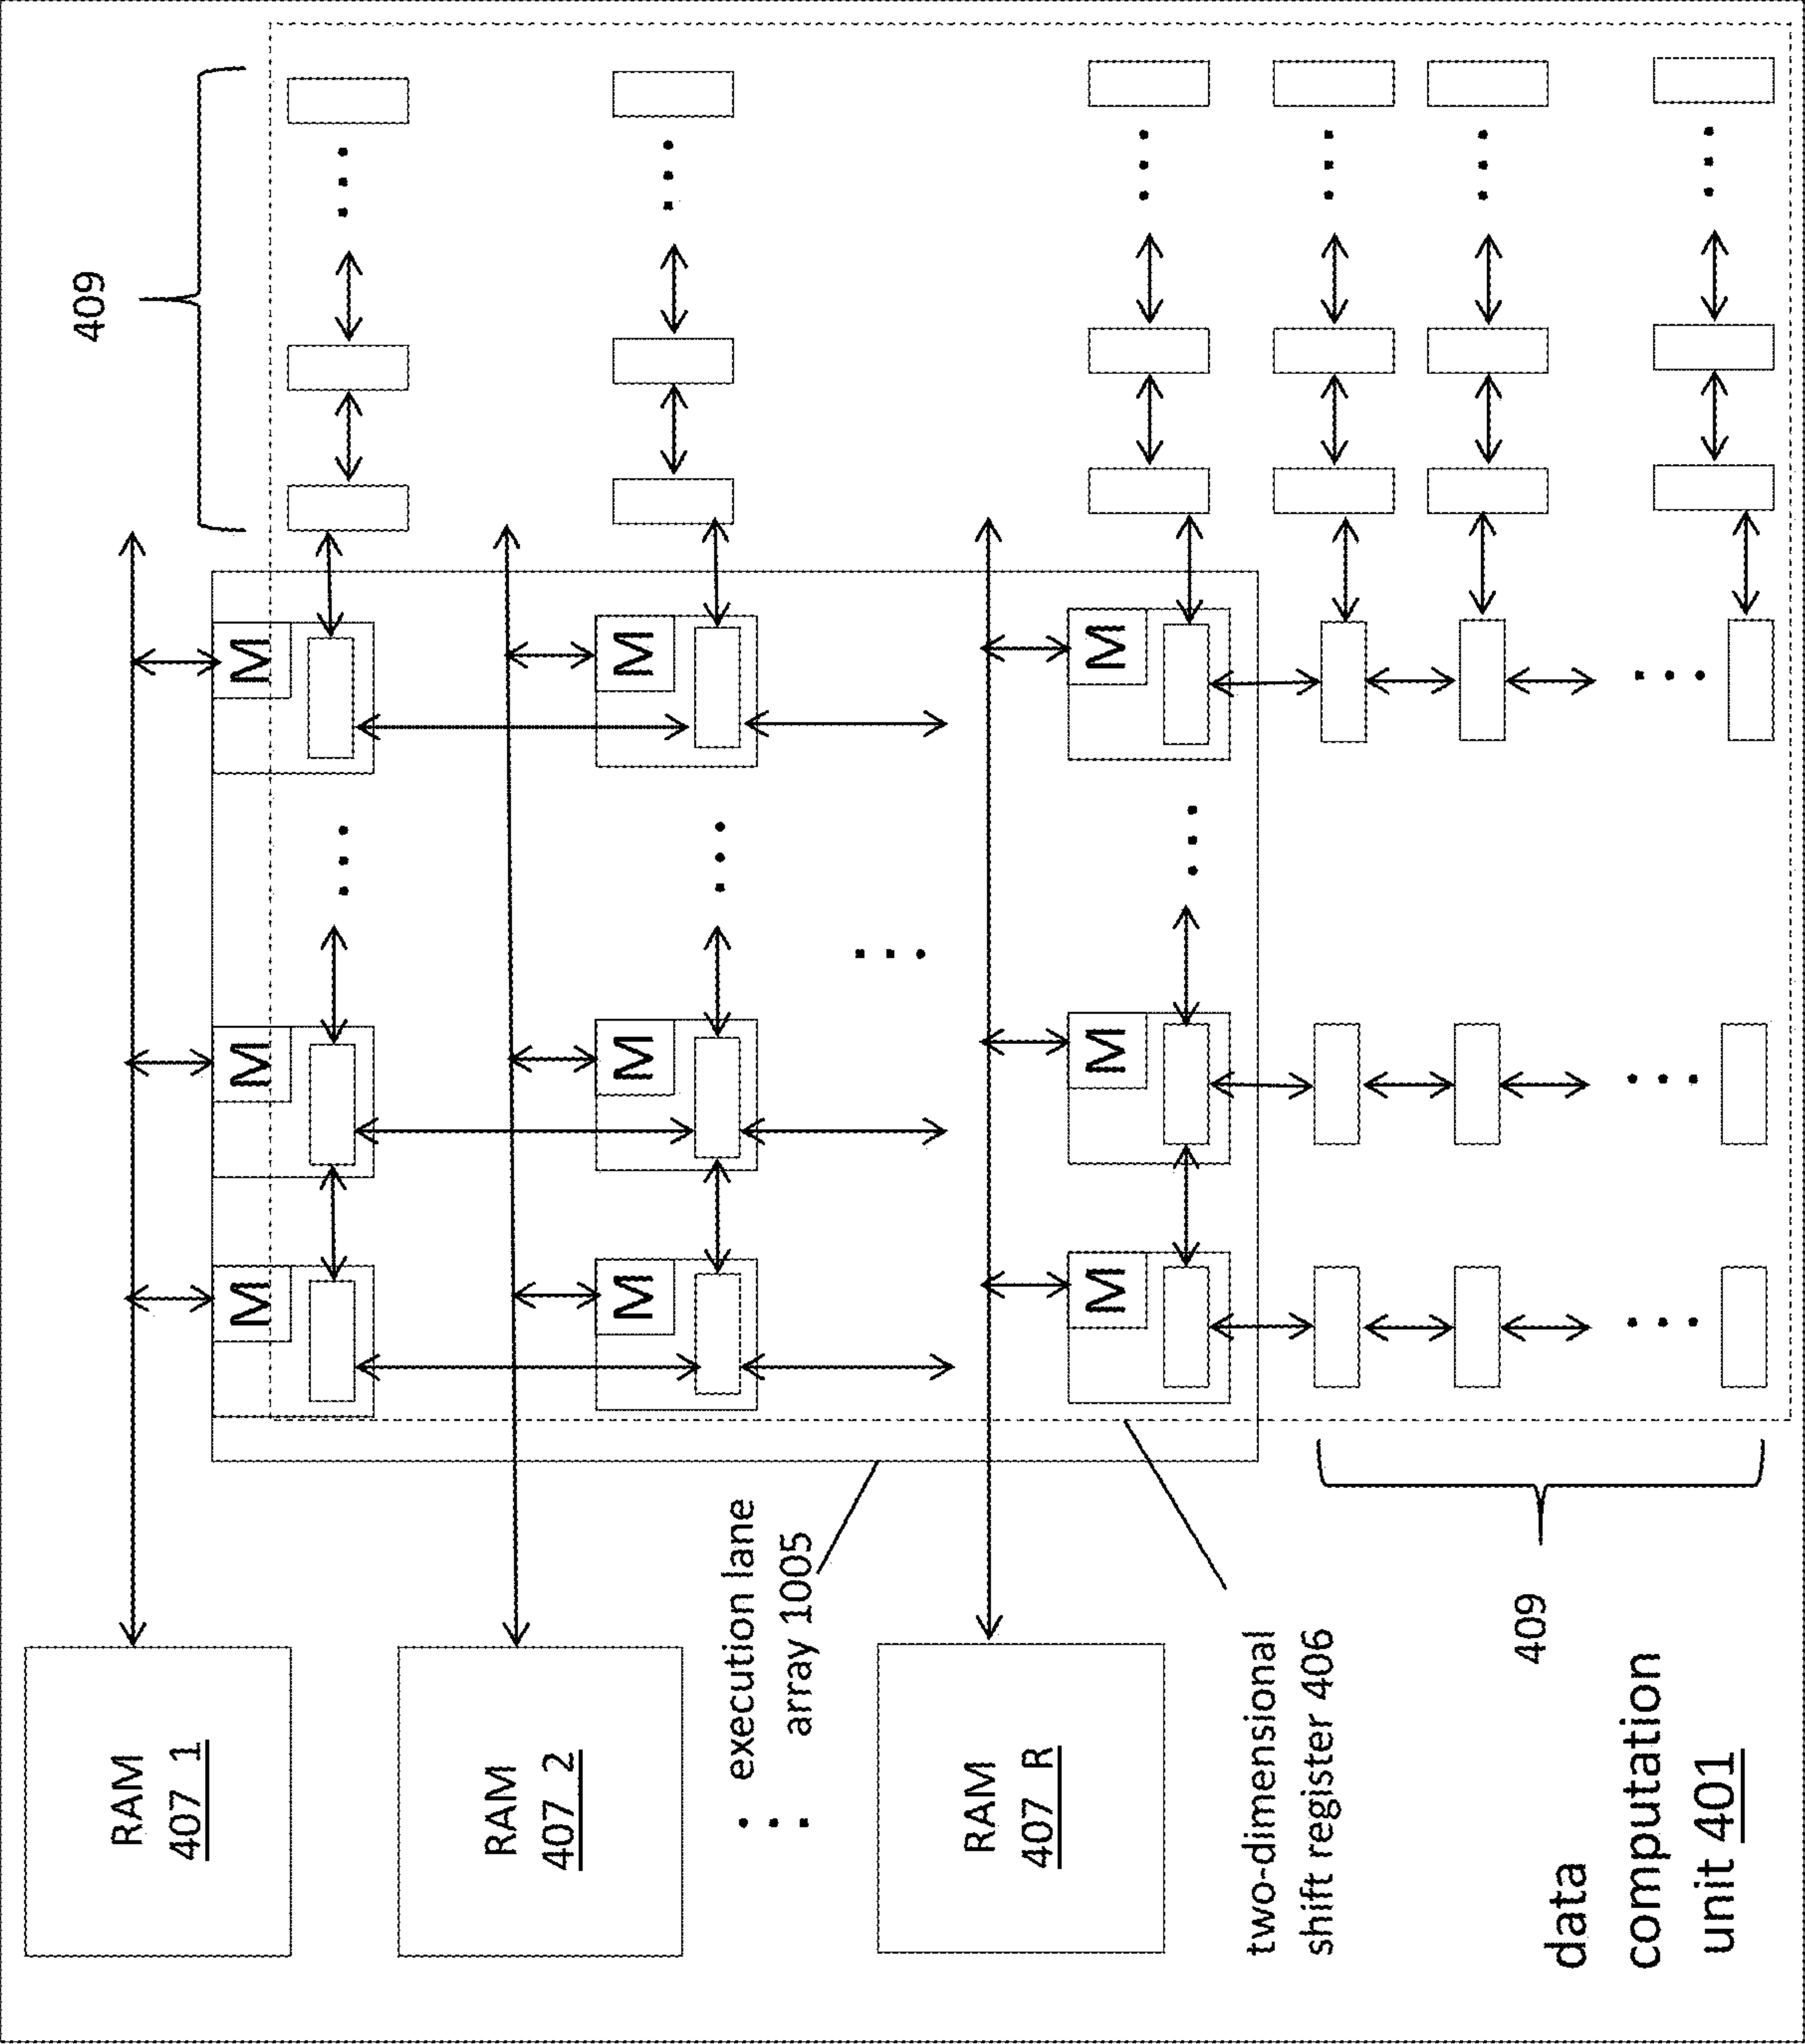 409
RAM
407_1
M
M
M
RAM
407_2
M
M
M
execution lane
array 1005
RAM
407_R
M
M
M
two-dimensional
shift register 406
409
data
computation
unit 401